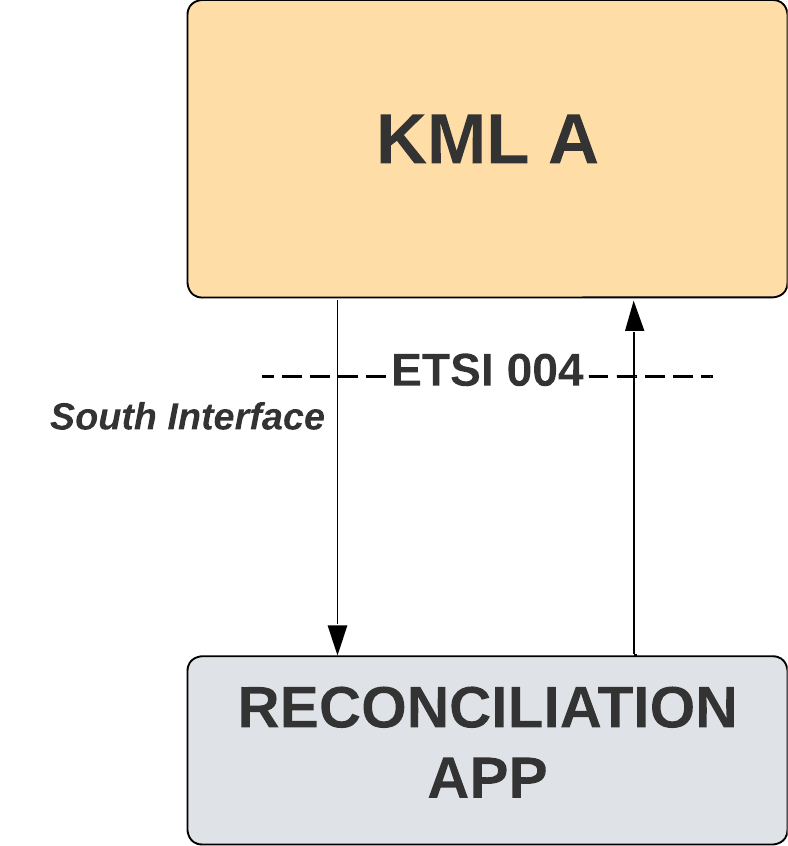 KML A
ETSI 004
South Interface
RECONCILIATION
APP